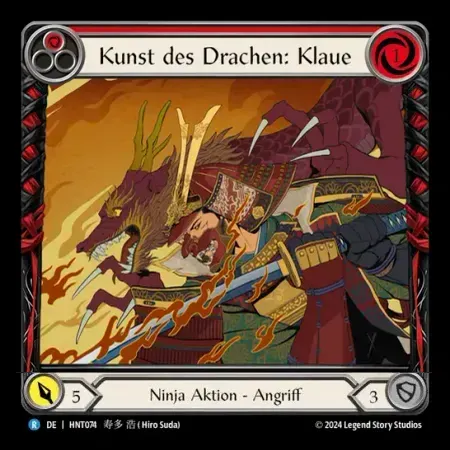 Kunst des Drachen: Klaue
1
5
Ninja Aktion - Angriff
3
R DE | HNT074 寿多 浩 (Hiro Suda)
© 2024 Legend Story Studios